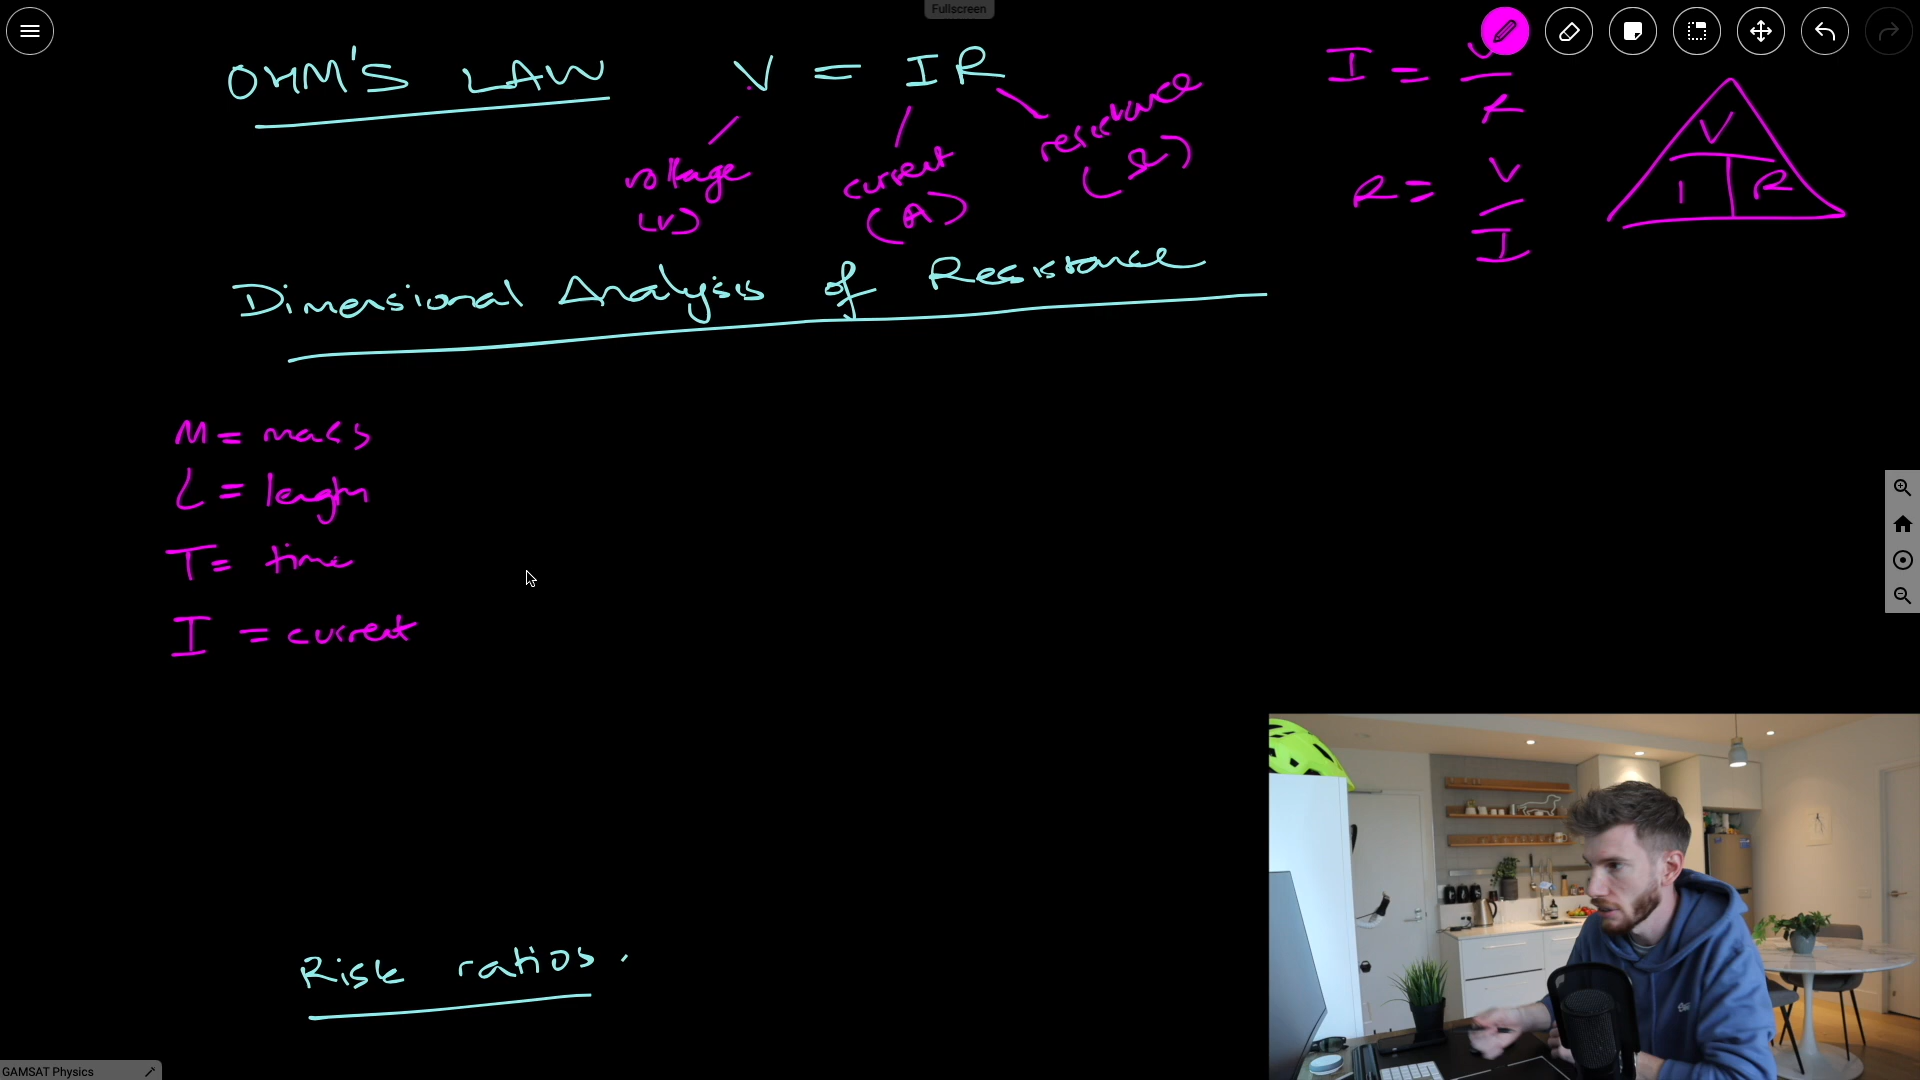 Fullscreen
OHM'S LAW V = IR
voltage (V)
current (A)
resistance (Ω)
I = V/R
R = V/I
V
I R
Dimensional Analysis of Resistance
M = mass
L = length
T = time
I = current
Risk ratios.
GAMSAT Physics